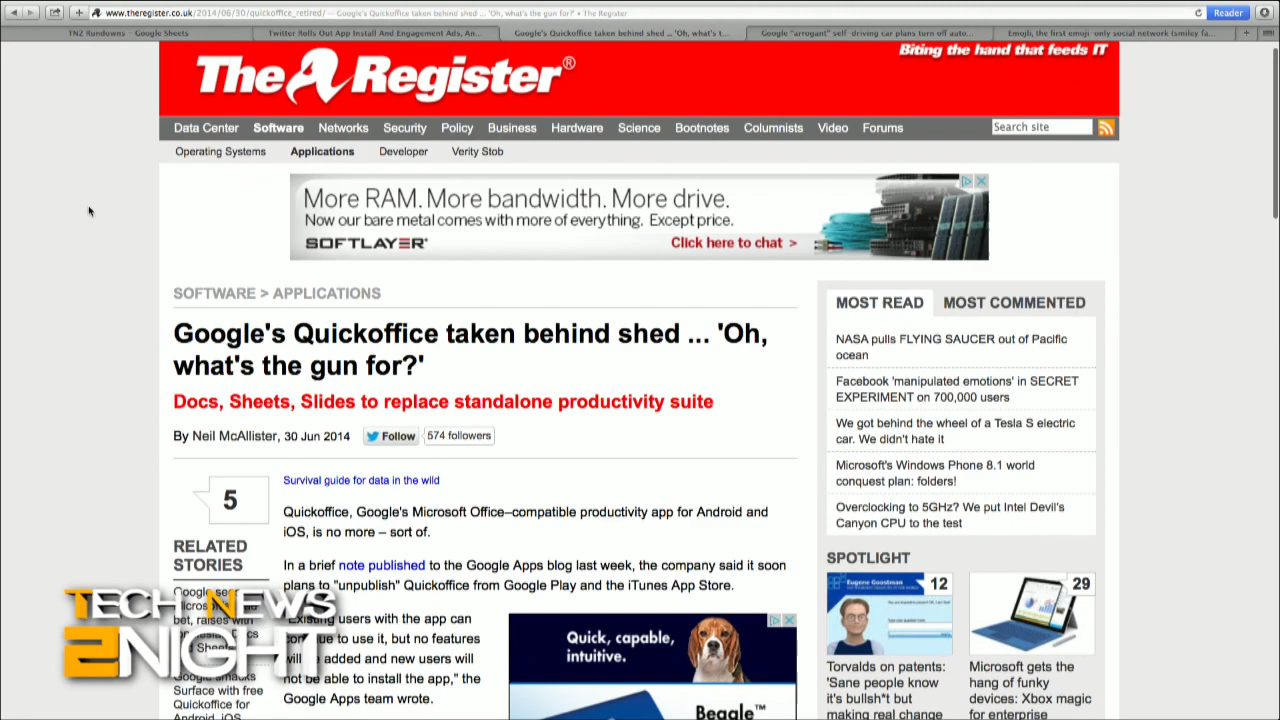 www.theregister.co.uk/2014/06/30/quickoffice_retired/ — Google's Quickoffice taken behind shed ... 'Oh, what's the gun for?' • The Register
Reader
TN2 Rundowns – Google Sheets
Twitter Rolls Out App Install And Engagement Ads, An...
Google's Quickoffice taken behind shed ... 'Oh, what's t...
Google "arrogant" self-driving car plans turn off auto...
Emojli, the first emoji-only social network (smiley fa...
The Register®
Biting the hand that feeds IT
Data Center Software Networks Security Policy Business Hardware Science Bootnotes Columnists Video Forums
Search site
Operating Systems Applications Developer Verity Stob
More RAM. More bandwidth. More drive.
Now our bare metal comes with more of everything. Except price.
SOFTLAYER®
Click here to chat >
SOFTWARE > APPLICATIONS
Google's Quickoffice taken behind shed ... 'Oh,
what's the gun for?'
Docs, Sheets, Slides to replace standalone productivity suite
By Neil McAllister, 30 Jun 2014
Follow
574 followers
5
RELATED
STORIES
Survival guide for data in the wild
Quickoffice, Google's Microsoft Office–compatible productivity app for Android and
iOS, is no more – sort of.
In a brief note published to the Google Apps blog last week, the company said it soon
plans to "unpublish" Quickoffice from Google Play and the iTunes App Store.
"Existing users with the app can
to use it, but no features
added and new users will
not be able to install the app," the
Google Apps team wrote.
bet, raises with
Surface with free
Quickoffice for
Android, iOS
TECH NEWS
2NIGHT
Quick, capable,
intuitive.
Beagle™
MOST READ
MOST COMMENTED
NASA pulls FLYING SAUCER out of Pacific
ocean
Facebook 'manipulated emotions' in SECRET
EXPERIMENT on 700,000 users
We got behind the wheel of a Tesla S electric
car. We didn't hate it
Microsoft's Windows Phone 8.1 world
conquest plan: folders!
Overclocking to 5GHz? We put Intel Devil's
Canyon CPU to the test
SPOTLIGHT
Eugene Goostman
12
29
Torvalds on patents:
'Sane people know
it's bullsh*t but
making real change
Microsoft gets the
hang of funky
devices: Xbox magic
for enterprise